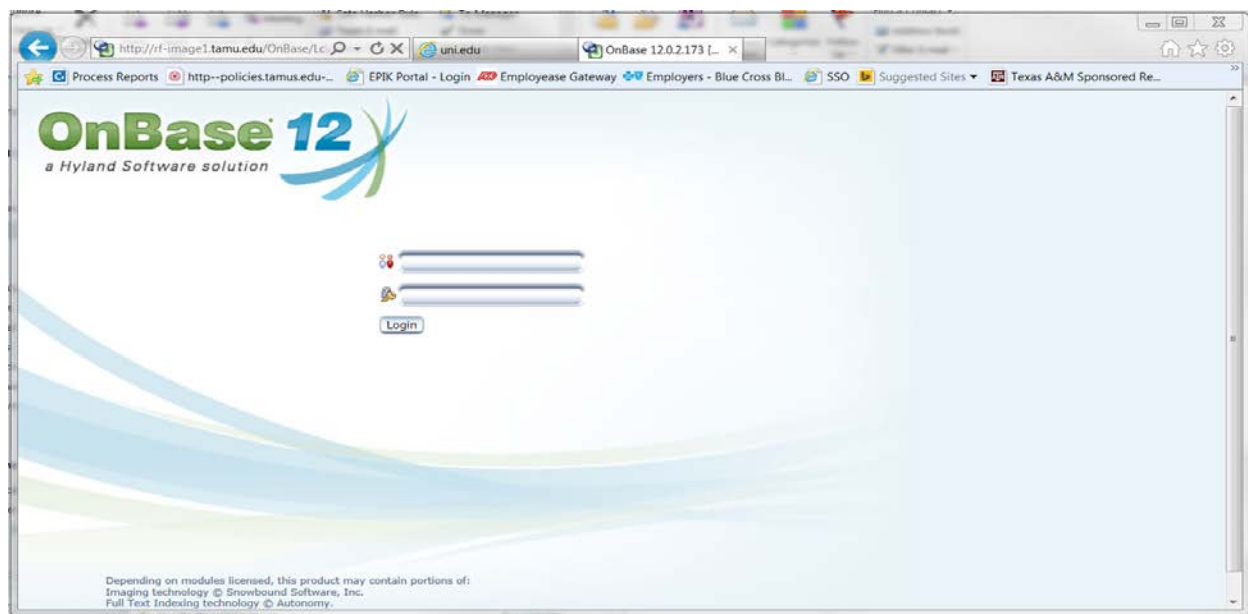 http://rf-image1.tamu.edu/OnBase/Lc
uni.edu
OnBase 12.0.2.173 [...
Process Reports
http--policies.tamus.edu-...
EPIK Portal - Login
ADP Employease Gateway
Employers - Blue Cross Bl...
SSO
Suggested Sites
Texas A&M Sponsored Re...
OnBase 12
a Hyland Software solution
Login
Depending on modules licensed, this product may contain portions of:
Imaging technology © Snowbound Software, Inc.
Full Text Indexing technology © Autonomy.